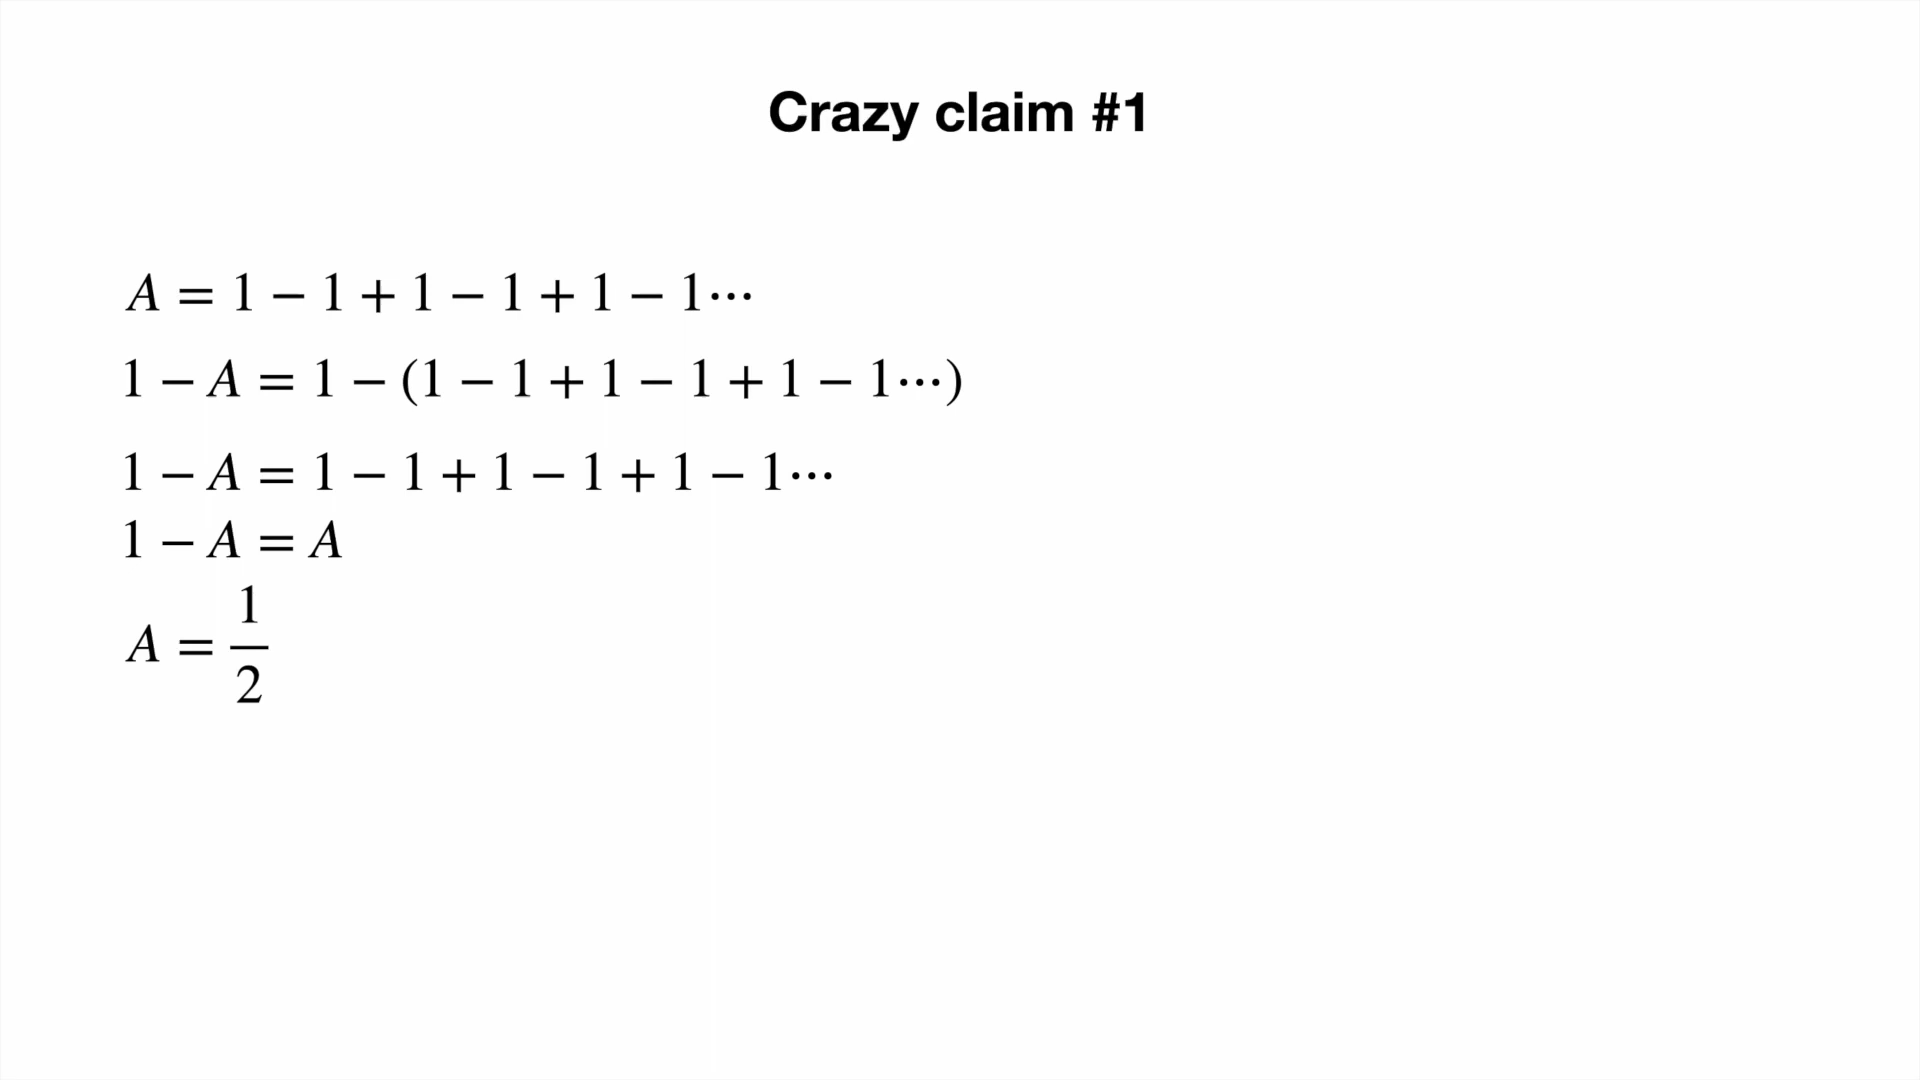 Crazy claim #1
A = 1 − 1 + 1 − 1 + 1 − 1⋯
1 − A = 1 − (1 − 1 + 1 − 1 + 1 − 1⋯)
1 − A = 1 − 1 + 1 − 1 + 1 − 1⋯
1 − A = A
A = 1/2